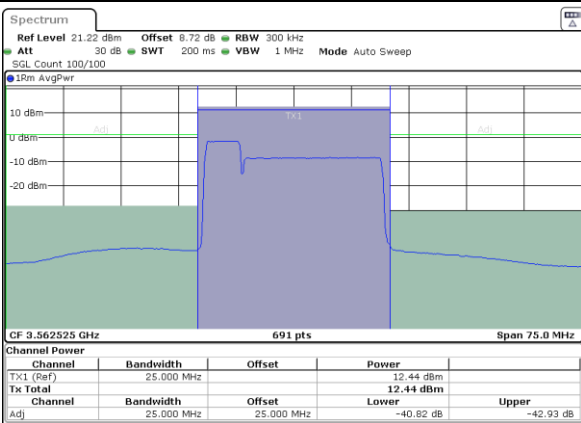 Spectrum
Ref Level 21.22 dBm Offset 8.72 dB RBW 300 kHz
Att 30 dB SWT 200 ms VBW 1 MHz Mode Auto Sweep
SGL Count 100/100
1Rm AvgPwr
10 dBm
TX1
Adj Adj
0 dBm
-10 dBm
-20 dBm
CF 3.562525 GHz 691 pts Span 75.0 MHz
Channel Power
Channel Bandwidth Offset Power
TX1 (Ref) 25.000 MHz 12.44 dBm
Tx Total 12.44 dBm
Channel Bandwidth Offset Lower Upper
Adj 25.000 MHz 25.000 MHz -40.82 dB -42.93 dB